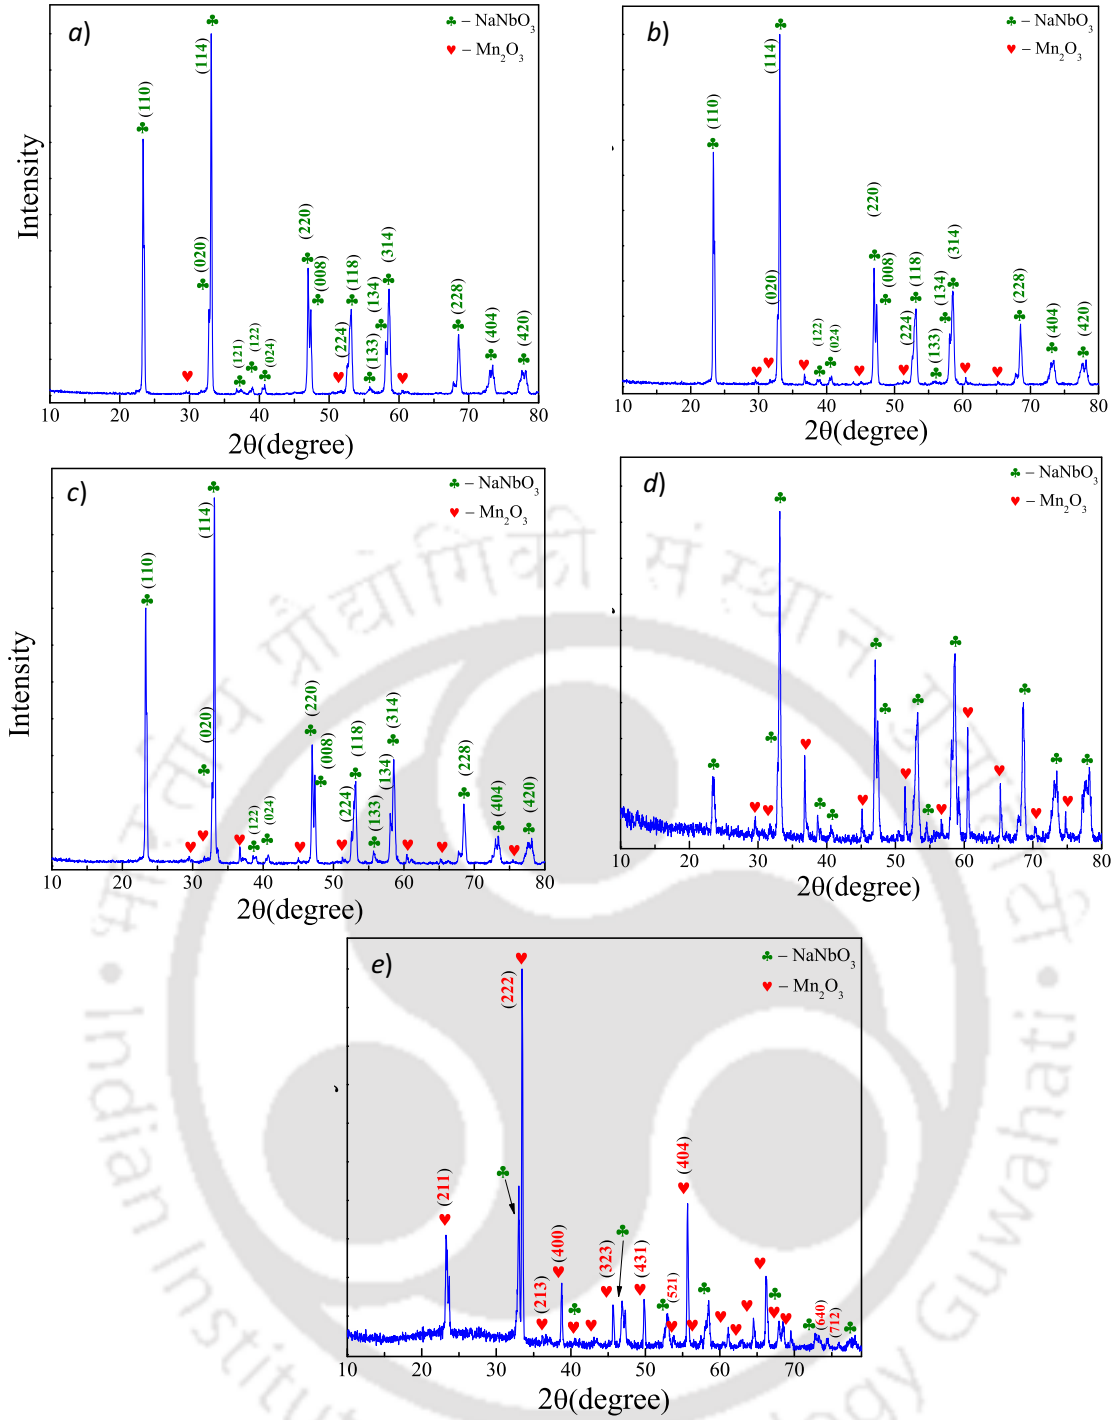 a)
♣ – NaNbO3
♥ – Mn2O3
(110)
(114)
(020)
(121)
(122)
(024)
(220)
(008)
(224)
(118)
(133)
(134)
(314)
(228)
(404)
(420)
Intensity
10 20 30 40 50 60 70 80
2θ(degree)
b)
♣ – NaNbO3
♥ – Mn2O3
(110)
(114)
(020)
(122)
(024)
(220)
(008)
(224)
(118)
(133)
(134)
(314)
(228)
(404)
(420)
10 20 30 40 50 60 70 80
2θ(degree)
c)
♣ – NaNbO3
♥ – Mn2O3
(110)
(114)
(020)
(122)
(024)
(220)
(008)
(224)
(118)
(133)
(134)
(314)
(228)
(404)
(420)
Intensity
10 20 30 40 50 60 70 80
2θ(degree)
d)
♣ – NaNbO3
♥ – Mn2O3
10 20 30 40 50 60 70 80
2θ(degree)
e)
♣ – NaNbO3
♥ – Mn2O3
(211)
(222)
(213)
(400)
(323)
(431)
(521)
(404)
(640)
(712)
10 20 30 40 50 60 70
2θ(degree)
Indian Institute
Technology Guwahati